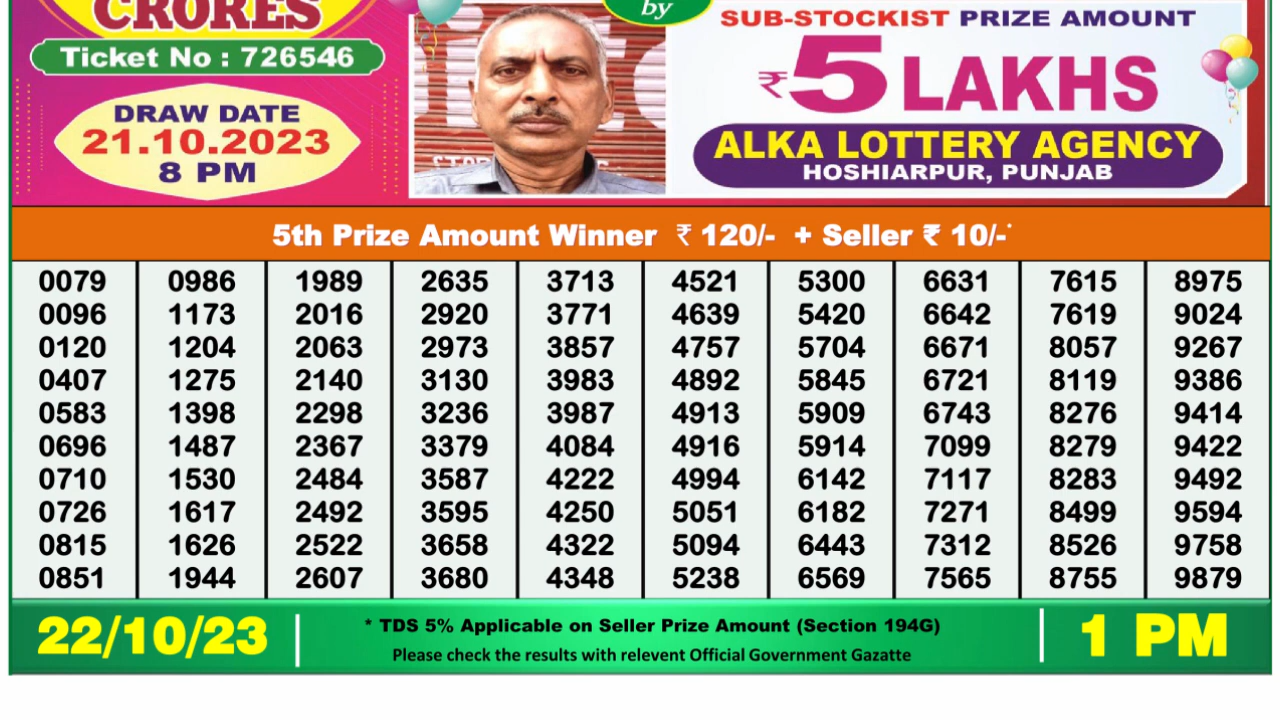 CRORES
Ticket No : 726546
DRAW DATE
21.10.2023
8 PM
by
SUB-STOCKIST PRIZE AMOUNT
₹5 LAKHS
ALKA LOTTERY AGENCY
HOSHIARPUR, PUNJAB
5th Prize Amount Winner ₹ 120/- + Seller ₹ 10/-*
0079 0986 1989 2635 3713 4521 5300 6631 7615 8975
0096 1173 2016 2920 3771 4639 5420 6642 7619 9024
0120 1204 2063 2973 3857 4757 5704 6671 8057 9267
0407 1275 2140 3130 3983 4892 5845 6721 8119 9386
0583 1398 2298 3236 3987 4913 5909 6743 8276 9414
0696 1487 2367 3379 4084 4916 5914 7099 8279 9422
0710 1530 2484 3587 4222 4994 6142 7117 8283 9492
0726 1617 2492 3595 4250 5051 6182 7271 8499 9594
0815 1626 2522 3658 4322 5094 6443 7312 8526 9758
0851 1944 2607 3680 4348 5238 6569 7565 8755 9879
22/10/23
* TDS 5% Applicable on Seller Prize Amount (Section 194G)
Please check the results with relevent Official Government Gazatte
1 PM